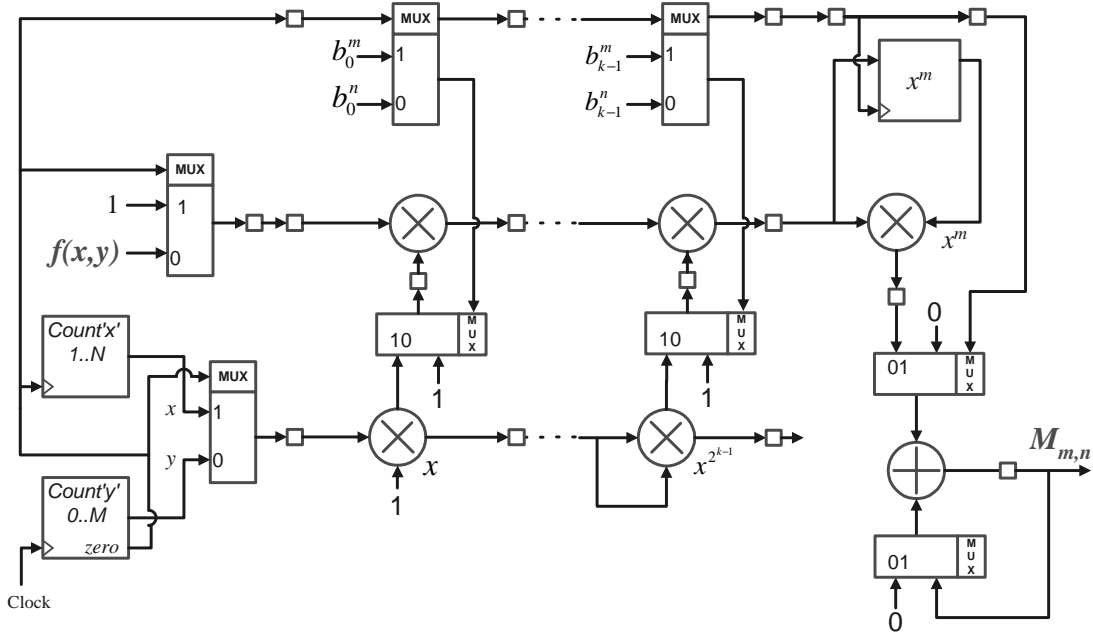 MUX
MUX
b_0^m
1
b_{k-1}^m
1
x^m
b_0^n
0
b_{k-1}^n
0
MUX
1
1
f(x,y)
0
x^m
Count'x'
1..N
MUX
10
MUX
10
MUX
0
01
MUX
x
1
1
1
y
0
x
x^{2^{k-1}}
1
M_{m,n}
Count'y'
0..M
zero
01
MUX
Clock
0